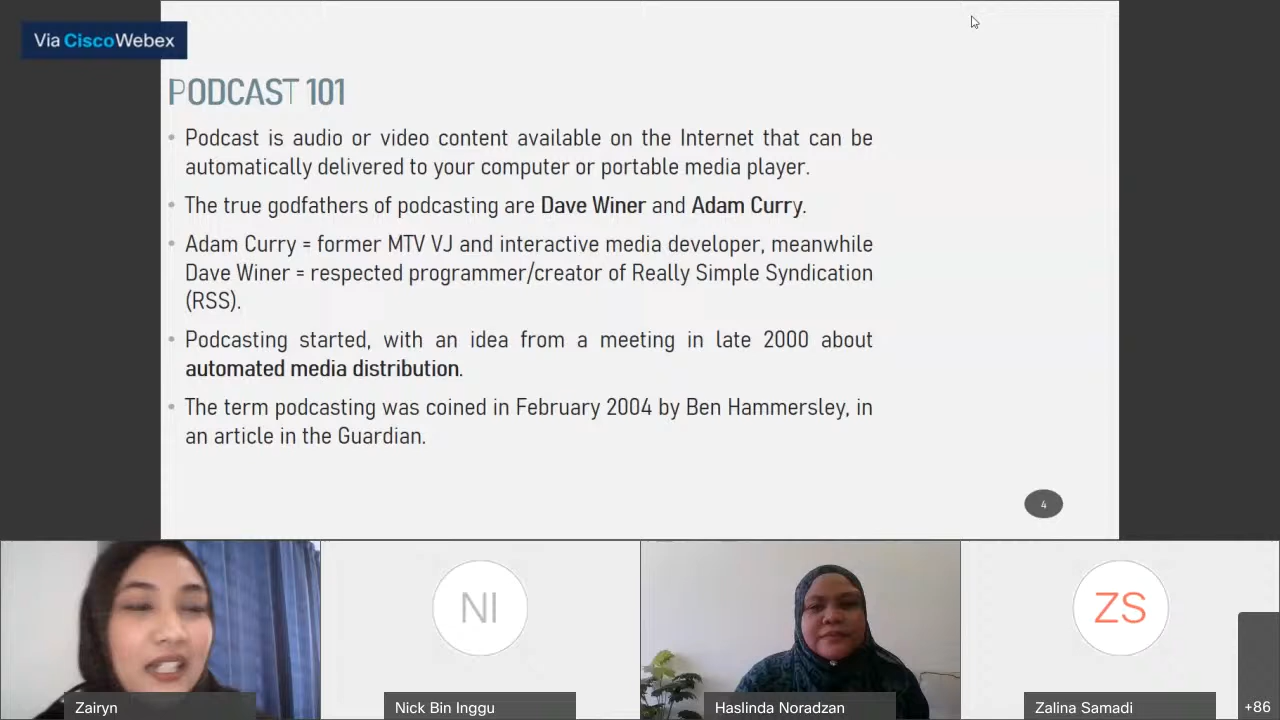 Via CiscoWebex
PODCAST 101
• Podcast is audio or video content available on the Internet that can be
automatically delivered to your computer or portable media player.
• The true godfathers of podcasting are Dave Winer and Adam Curry.
• Adam Curry = former MTV VJ and interactive media developer, meanwhile
Dave Winer = respected programmer/creator of Really Simple Syndication
(RSS).
• Podcasting started, with an idea from a meeting in late 2000 about
automated media distribution.
• The term podcasting was coined in February 2004 by Ben Hammersley, in
an article in the Guardian.
4
NI
ZS
Zairyn
Nick Bin Inggu
Haslinda Noradzan
Zalina Samadi
+86